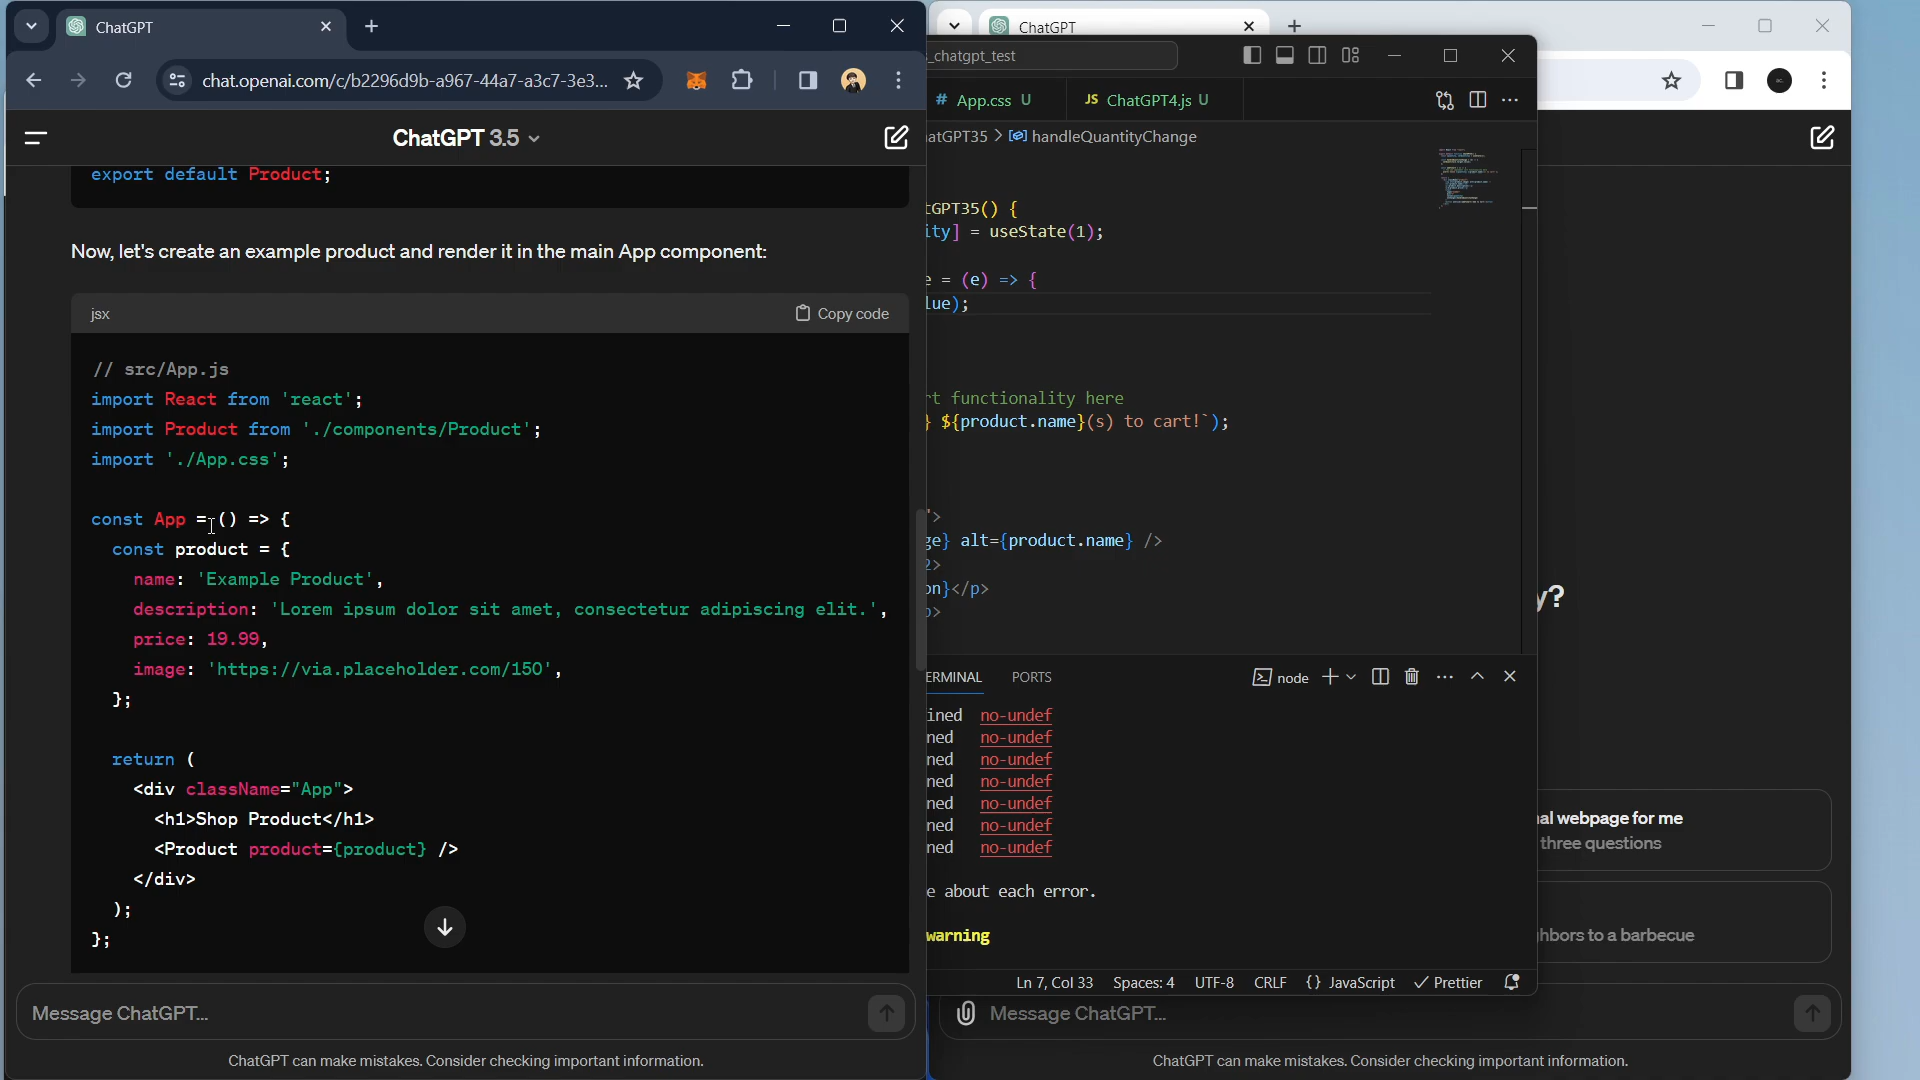 ChatGPT
chat.openai.com/c/b2296d9b-a967-44a7-a3c7-3e3...
ChatGPT 3.5
export default Product;
Now, let's create an example product and render it in the main App component:
jsx
Copy code
// src/App.js
import React from 'react';
import Product from './components/Product';
import './App.css';
const App = () => {
const product = {
name: 'Example Product',
description: 'Lorem ipsum dolor sit amet, consectetur adipiscing elit.',
price: 19.99,
image: 'https://via.placeholder.com/150',
};
return (
<div className="App">
<h1>Shop Product</h1>
<Product product={product} />
</div>
);
};
Message ChatGPT...
ChatGPT can make mistakes. Consider checking important information.
ChatGPT
_chatgpt_test
# App.css U
JS ChatGPT4.js U
atGPT35 > handleQuantityChange
tGPT35() {
ity] = useState(1);
e = (e) => {
lue);
rt functionality here
} ${product.name}(s) to cart!`);
'>
ge} alt={product.name} />
2>
on}</p>
p>
ERMINAL
PORTS
node
ined no-undef
ned no-undef
ned no-undef
ned no-undef
ned no-undef
ned no-undef
ned no-undef
e about each error.
warning
Ln 7, Col 33
Spaces: 4
UTF-8
CRLF
{} JavaScript
Prettier
y?
al webpage for me
three questions
hbors to a barbecue
Message ChatGPT...
ChatGPT can make mistakes. Consider checking important information.